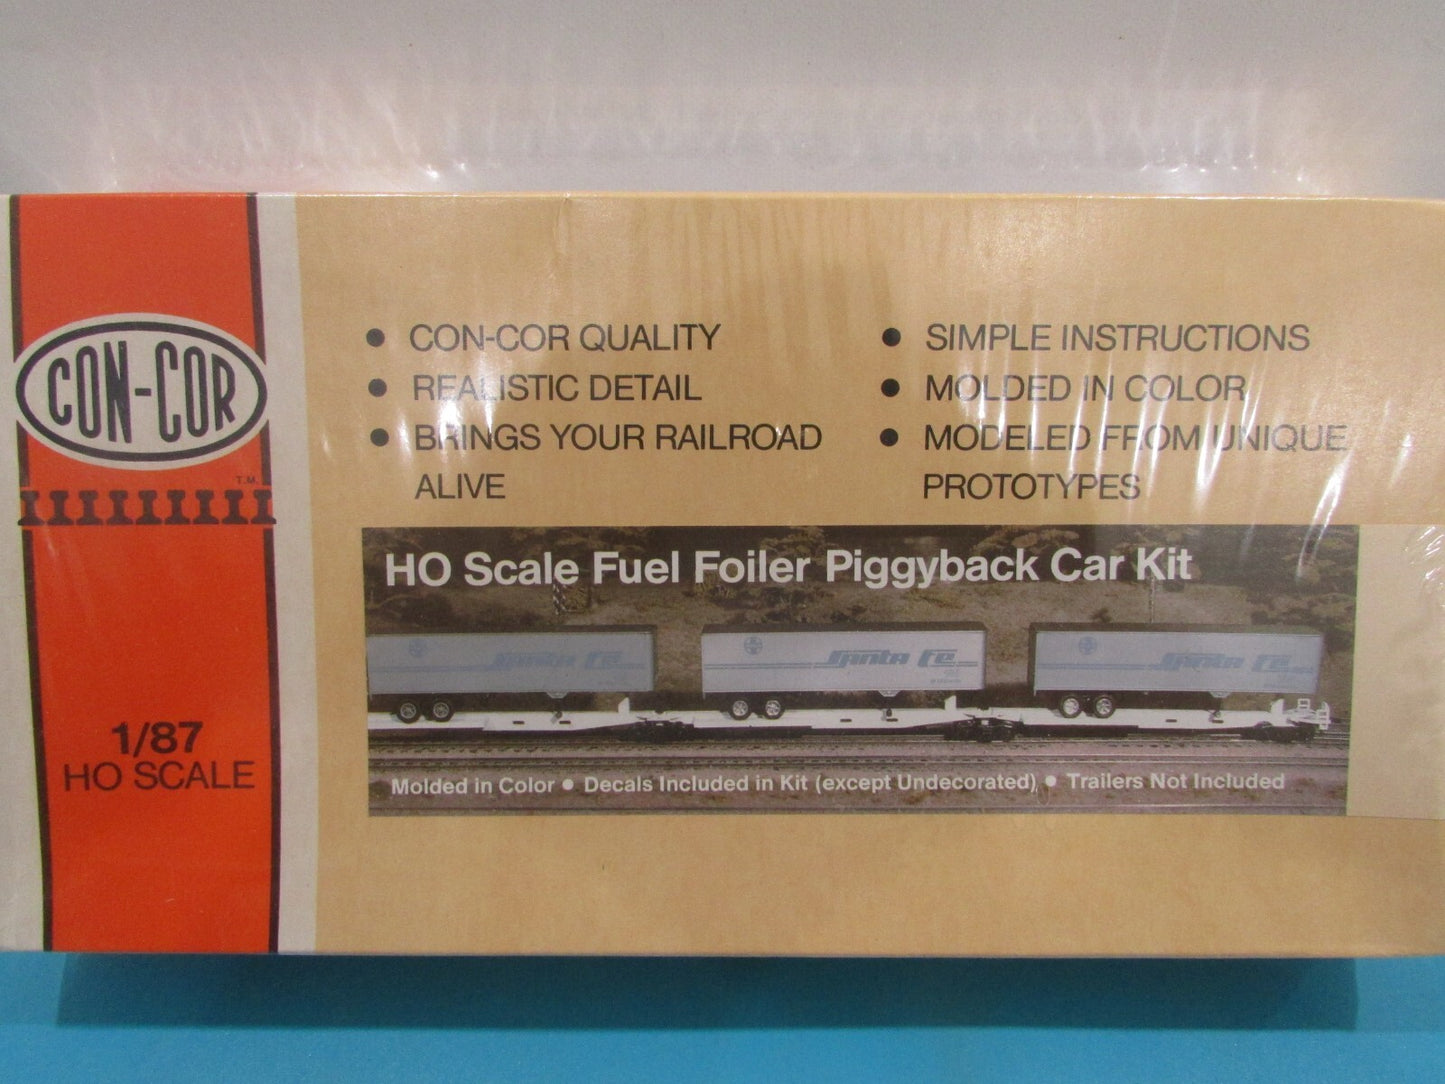 CON-COR
T.M.
1/87
HO SCALE
● CON-COR QUALITY
● REALISTIC DETAIL
● BRINGS YOUR RAILROAD
ALIVE
● SIMPLE INSTRUCTIONS
● MOLDED IN COLOR
● MODELED FROM UNIQUE
PROTOTYPES
HO Scale Fuel Foiler Piggyback Car Kit
Santa Fe
Santa Fe
Santa Fe
Molded in Color ● Decals Included in Kit (except Undecorated) ● Trailers Not Included